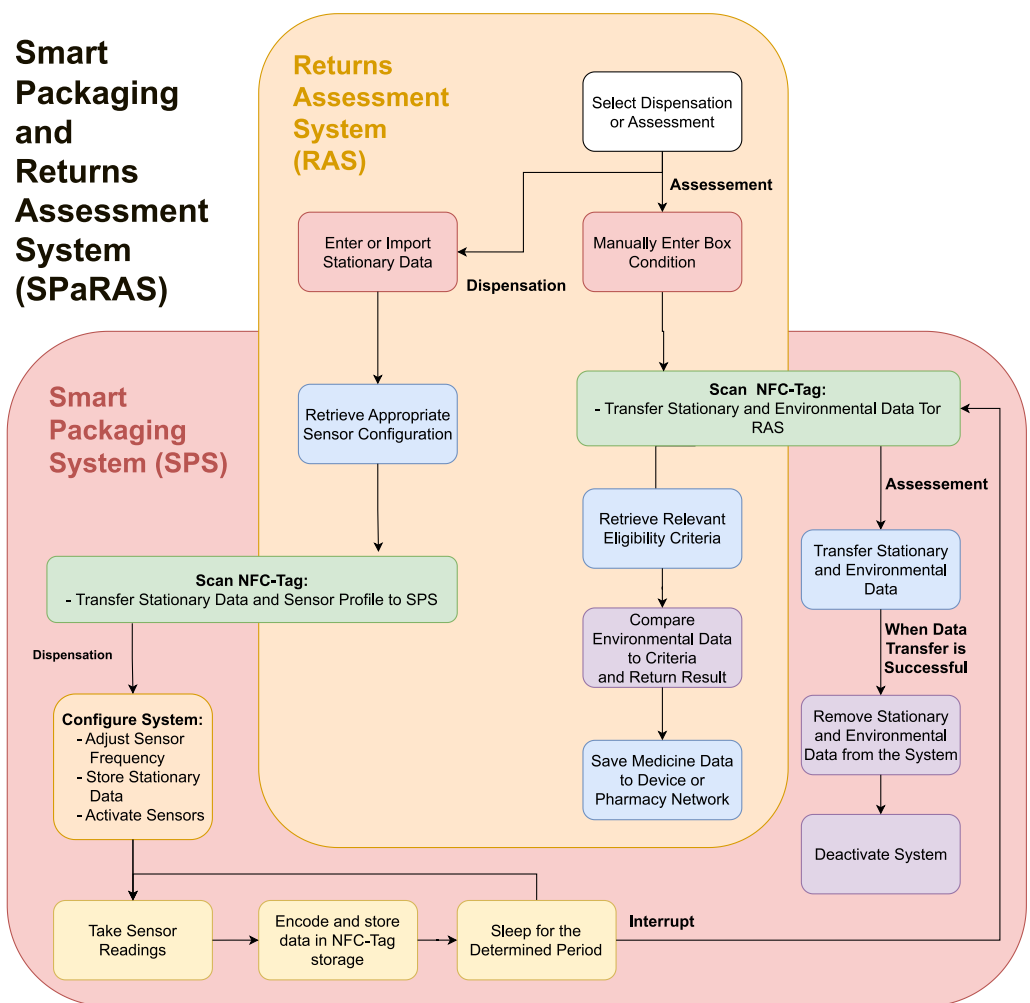 Smart
Packaging
and
Returns
Assessment
System
(SPaRAS)
Returns
Assessment
System
(RAS)
Select Dispensation
or Assessment
Assessement
Enter or Import
Stationary Data
Dispensation
Manually Enter Box
Condition
Smart
Packaging
System (SPS)
Retrieve Appropriate
Sensor Configuration
Scan  NFC-Tag:
- Transfer Stationary and Environmental Data Tor
RAS
Assessment
Retrieve Relevant
Eligibility Criteria
Transfer Stationary
and Environmental
Data
Scan NFC-Tag:
- Transfer Stationary Data and Sensor Profile to SPS
Compare
Environmental Data
to Criteria
and Return Result
When Data
Transfer is
Successful
Dispensation
Configure System:
- Adjust Sensor
Frequency
- Store Stationary
Data
- Activate Sensors
Remove Stationary
and Environmental
Data from the System
Save Medicine Data
to Device or
Pharmacy Network
Deactivate System
Take Sensor
Readings
Encode and store
data in NFC-Tag
storage
Sleep for the
Determined Period
Interrupt